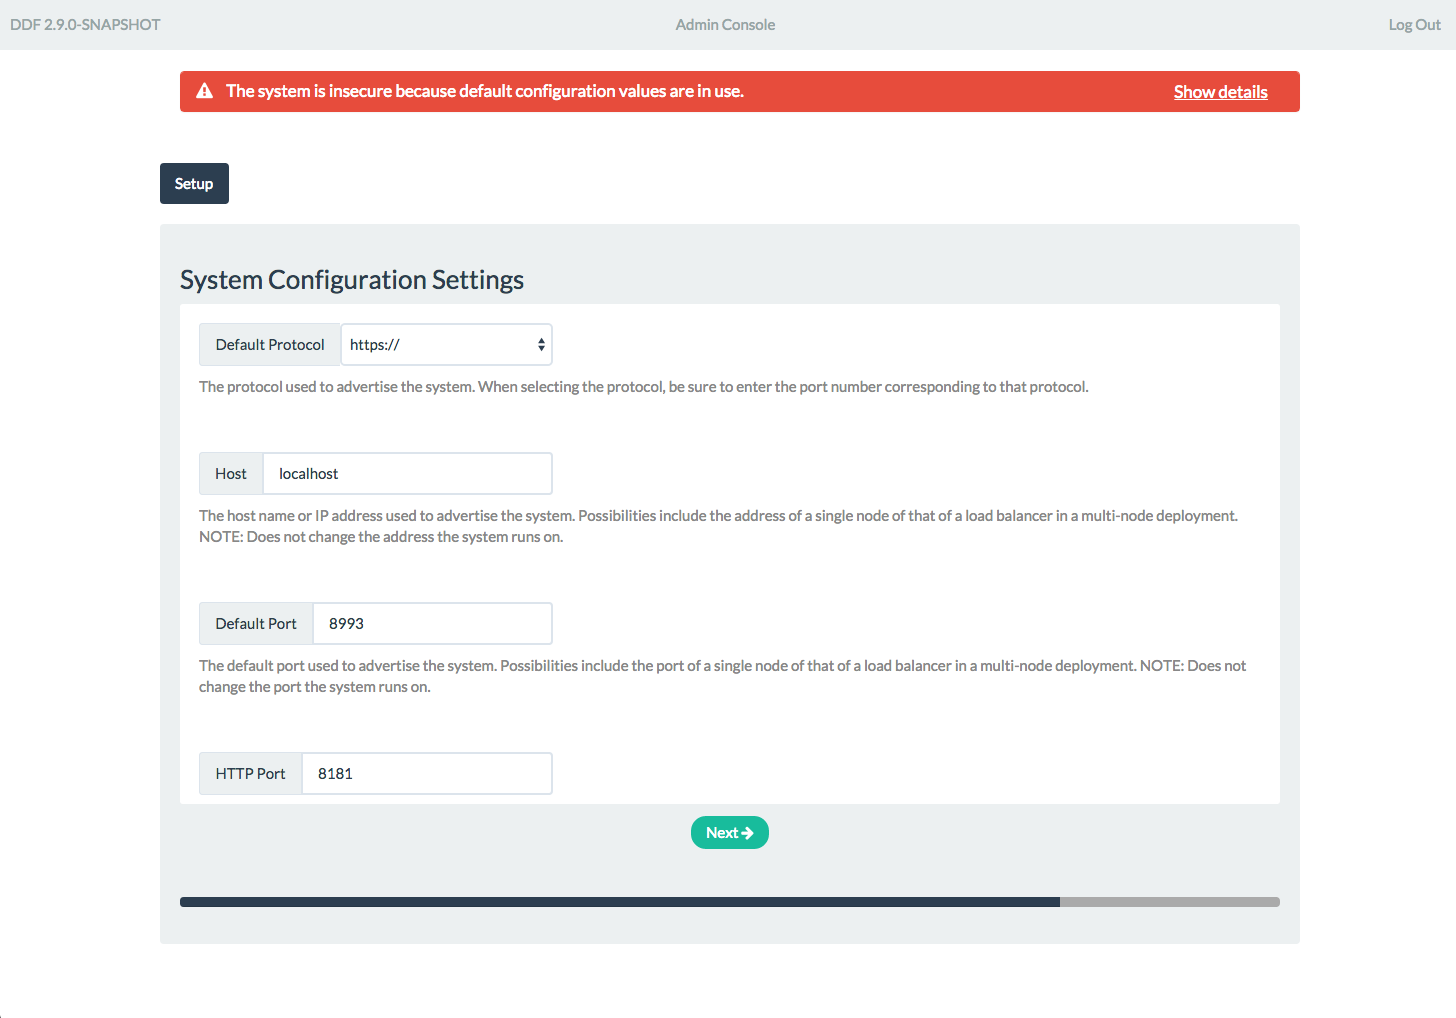 DDF 2.9.0-SNAPSHOT
Admin Console
Log Out
The system is insecure because default configuration values are in use.
Show details
Setup
System Configuration Settings
Default Protocol
https://
The protocol used to advertise the system. When selecting the protocol, be sure to enter the port number corresponding to that protocol.
Host
localhost
The host name or IP address used to advertise the system. Possibilities include the address of a single node of that of a load balancer in a multi-node deployment.
NOTE: Does not change the address the system runs on.
Default Port
8993
The default port used to advertise the system. Possibilities include the port of a single node of that of a load balancer in a multi-node deployment. NOTE: Does not
change the port the system runs on.
HTTP Port
8181
Next